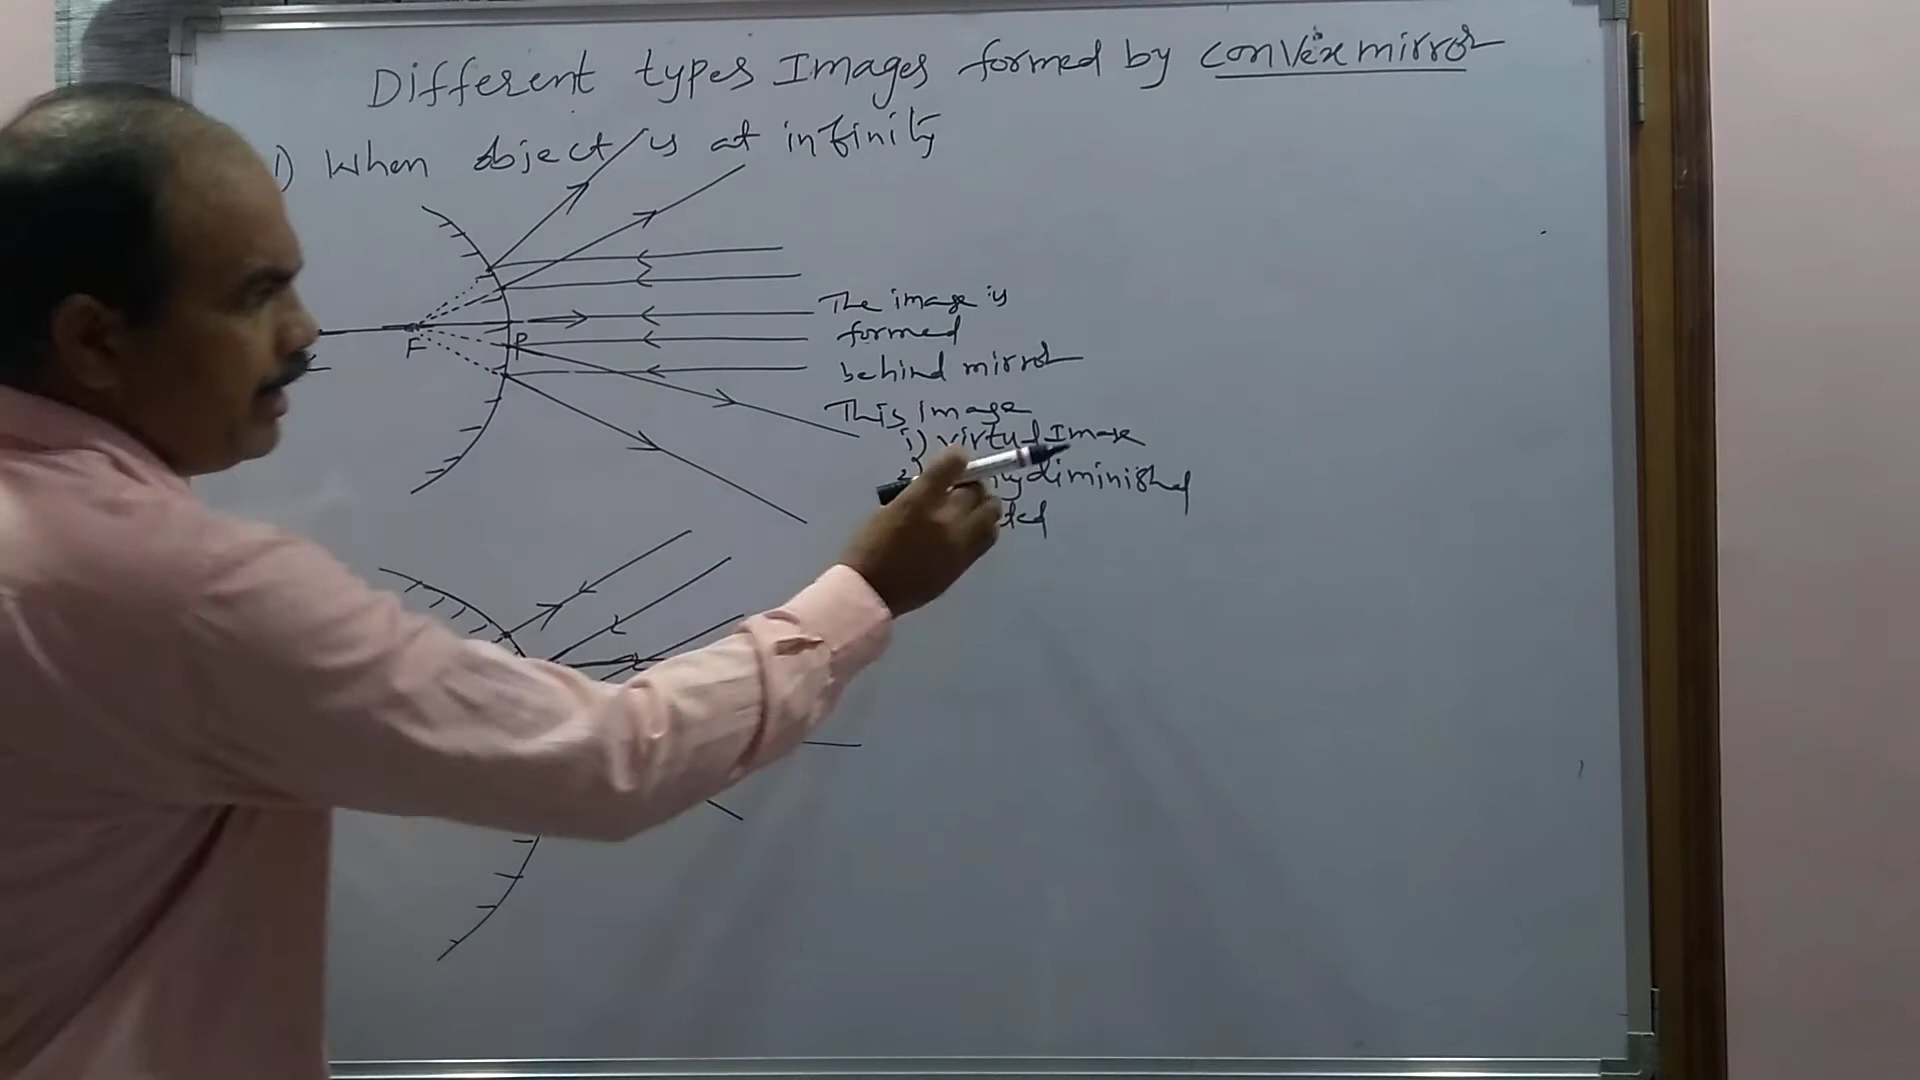 Different types Images formed by convex mirror
1) When object is at infinity
F
P
The image is
formed
behind mirror
This Image
i) virtual Image
diminished